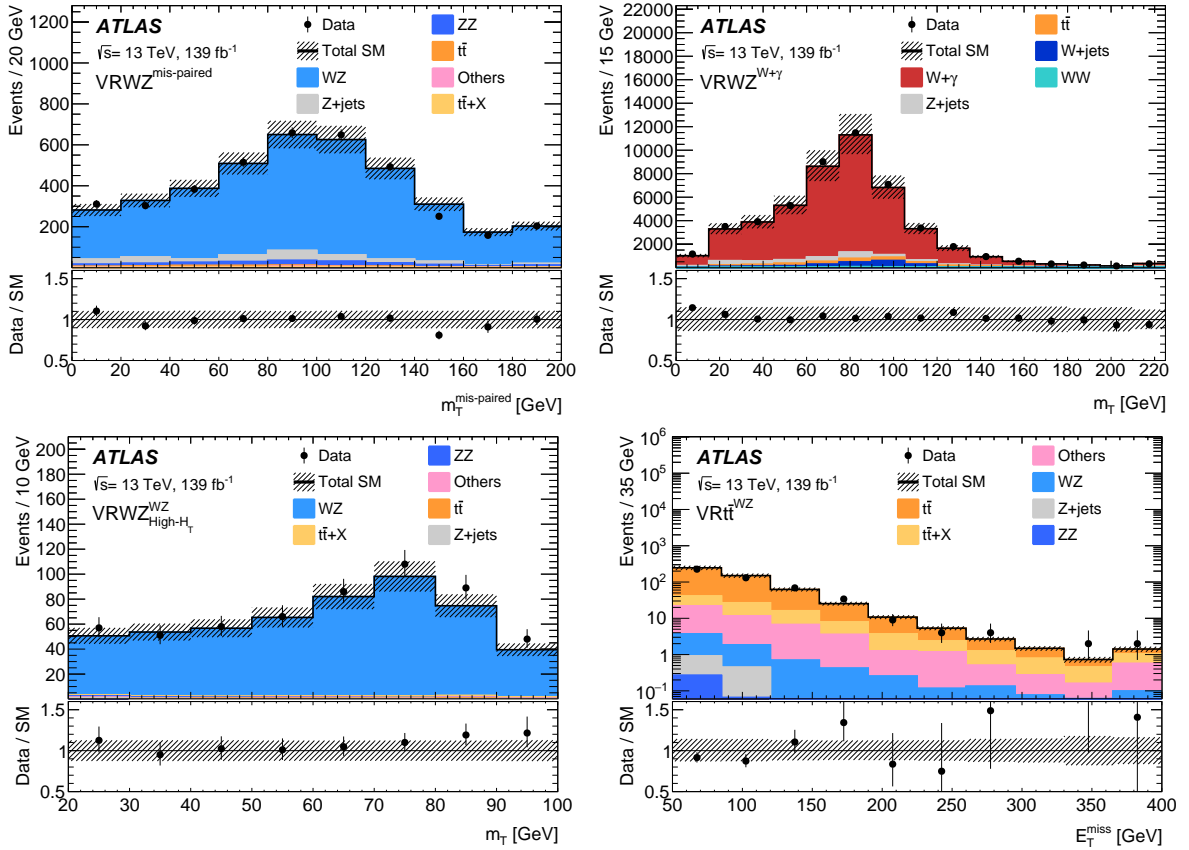 Events / 20 GeV
1200
1000
800
600
400
200
ATLAS
√s= 13 TeV, 139 fb⁻¹
VRWZ^mis-paired
Data
Total SM
WZ
Z+jets
ZZ
tt̄
Others
tt̄+X
Data / SM
1.5
1
0.5
0 20 40 60 80 100 120 140 160 180 200
m_T^mis-paired [GeV]
Events / 15 GeV
22000
20000
18000
16000
14000
12000
10000
8000
6000
4000
2000
ATLAS
√s= 13 TeV, 139 fb⁻¹
VRWZ^W+γ
Data
Total SM
W+γ
Z+jets
tt̄
W+jets
WW
Data / SM
1.5
1
0.5
0 20 40 60 80 100 120 140 160 180 200 220
m_T [GeV]
Events / 10 GeV
200
180
160
140
120
100
80
60
40
20
ATLAS
√s= 13 TeV, 139 fb⁻¹
VRWZ^WZ_High-H_T
Data
Total SM
WZ
tt̄+X
ZZ
Others
tt̄
Z+jets
Data / SM
1.5
1
0.5
20 30 40 50 60 70 80 90 100
m_T [GeV]
Events / 35 GeV
10⁶
10⁵
10⁴
10³
10²
10
1
10⁻¹
ATLAS
√s= 13 TeV, 139 fb⁻¹
VRtt̄^WZ
Data
Total SM
tt̄
tt̄+X
Others
WZ
Z+jets
ZZ
Data / SM
1.5
1
0.5
50 100 150 200 250 300 350 400
E_T^miss [GeV]